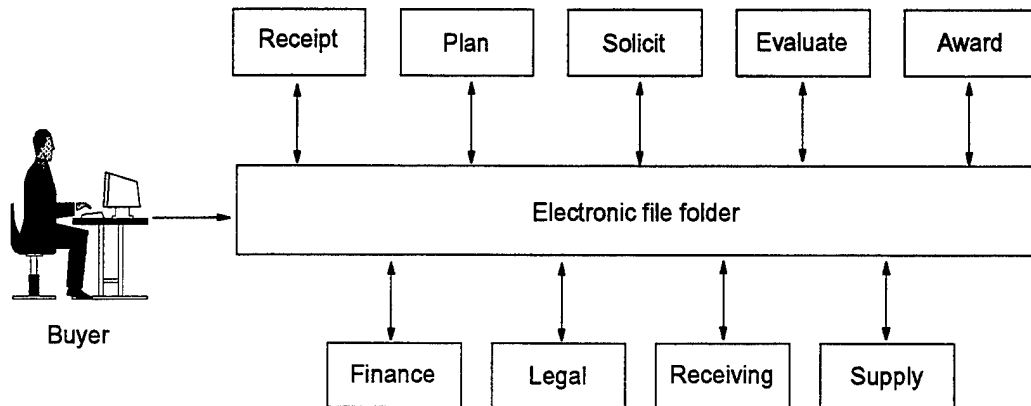 Receipt
Plan
Solicit
Evaluate
Award
Electronic file folder
Buyer
Finance
Legal
Receiving
Supply